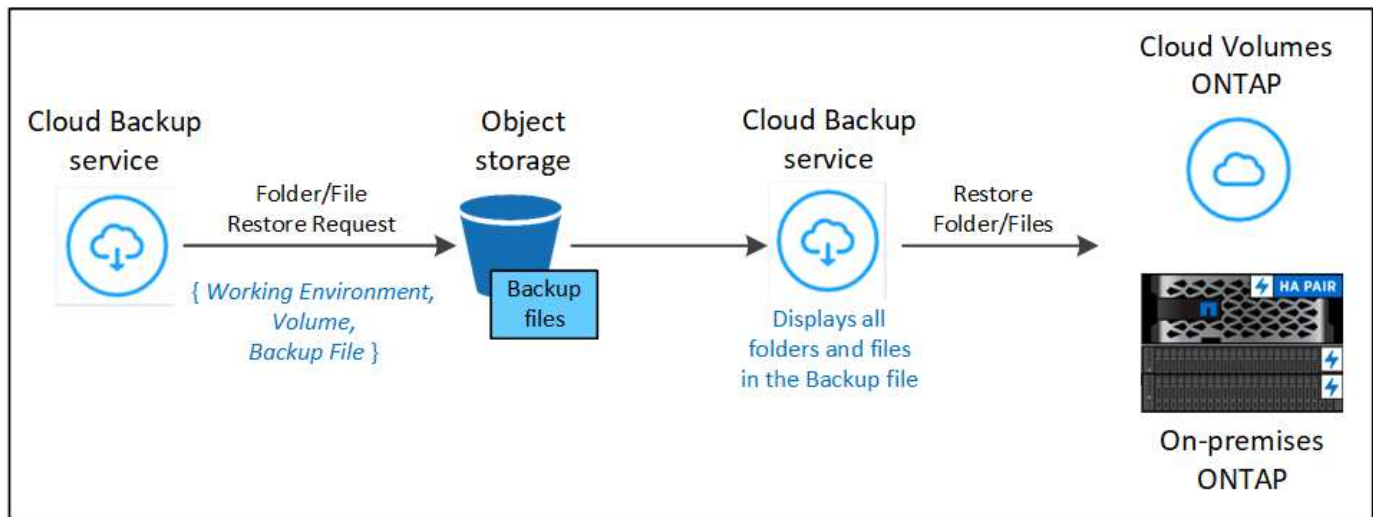 Cloud Backup
service
Folder/File
Restore Request
{ Working Environment,
Volume,
Backup File }
Object
storage
Backup
files
Cloud Backup
service
Displays all
folders and files
in the Backup file
Restore
Folder/Files
Cloud Volumes
ONTAP
HA PAIR
On-premises
ONTAP